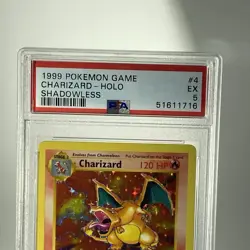 1999 POKEMON GAME #4
CHARIZARD - HOLO EX
SHADOWLESS 5
PSA 51611716
Evolves from Charmeleon
Charizard 120 HP